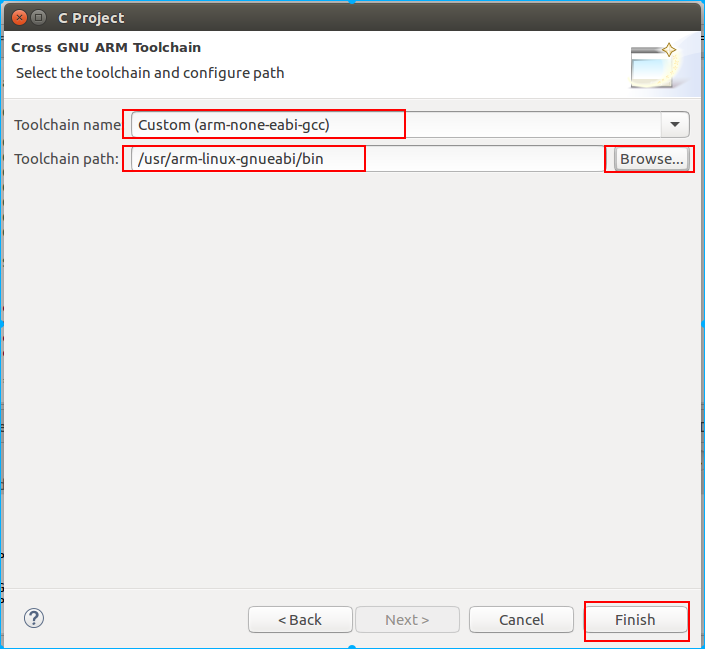 C Project
Cross GNU ARM Toolchain
Select the toolchain and configure path
Toolchain name
Custom (arm-none-eabi-gcc)
Toolchain path:
/usr/arm-linux-gnueabi/bin
Browse...
?
< Back
Next >
Cancel
Finish